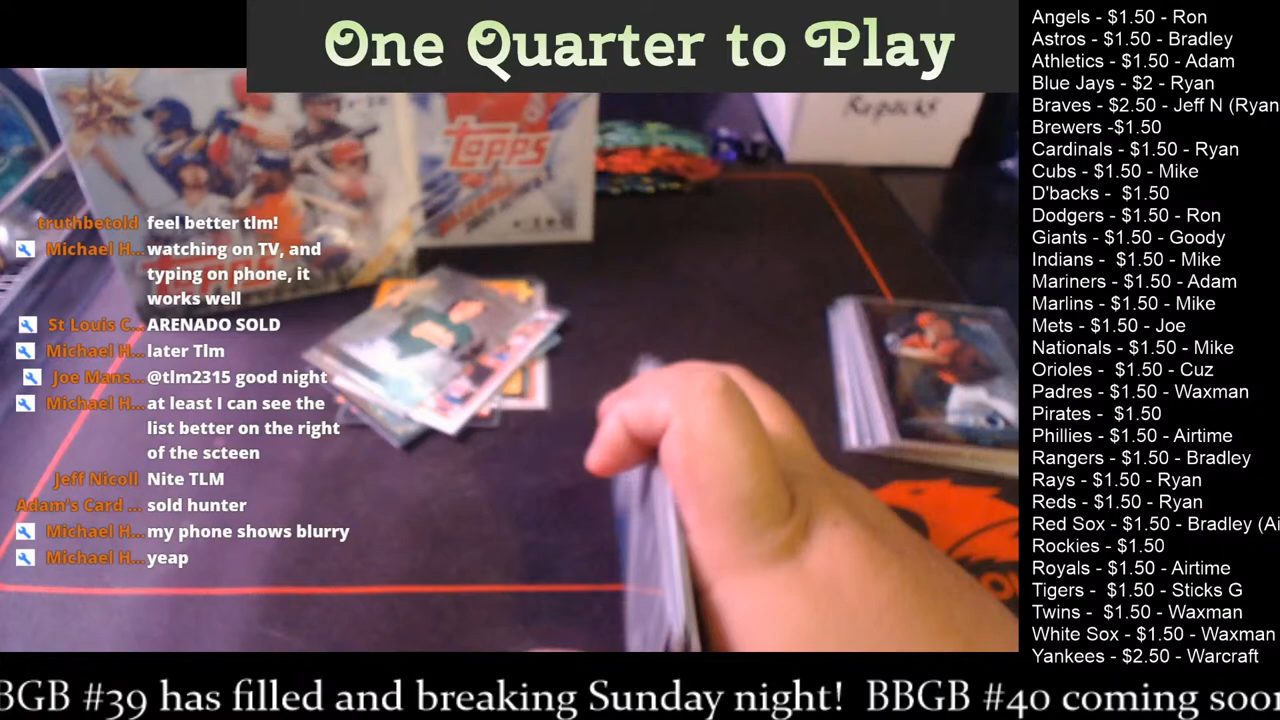 One Quarter to Play
Repacks
Topps
truthbetold feel better tlm!
Michael H... watching on TV, and
typing on phone, it
works well
St Louis C... ARENADO SOLD
Michael H... later Tlm
Joe Mans... @tlm2315 good night
Michael H... at least I can see the
list better on the right
of the scteen
Jeff Nicoll Nite TLM
Adam's Card ... sold hunter
Michael H... my phone shows blurry
Michael H... yeap
Angels - $1.50 - Ron
Astros - $1.50 - Bradley
Athletics - $1.50 - Adam
Blue Jays - $2 - Ryan
Braves - $2.50 - Jeff N (Ryan
Brewers -$1.50
Cardinals - $1.50 - Ryan
Cubs - $1.50 - Mike
D'backs - $1.50
Dodgers - $1.50 - Ron
Giants - $1.50 - Goody
Indians - $1.50 - Mike
Mariners - $1.50 - Adam
Marlins - $1.50 - Mike
Mets - $1.50 - Joe
Nationals - $1.50 - Mike
Orioles - $1.50 - Cuz
Padres - $1.50 - Waxman
Pirates - $1.50
Phillies - $1.50 - Airtime
Rangers - $1.50 - Bradley
Rays - $1.50 - Ryan
Reds - $1.50 - Ryan
Red Sox - $1.50 - Bradley (Ai
Rockies - $1.50
Royals - $1.50 - Airtime
Tigers - $1.50 - Sticks G
Twins - $1.50 - Waxman
White Sox - $1.50 - Waxman
Yankees - $2.50 - Warcraft
BGB #39 has filled and breaking Sunday night! BBGB #40 coming soon